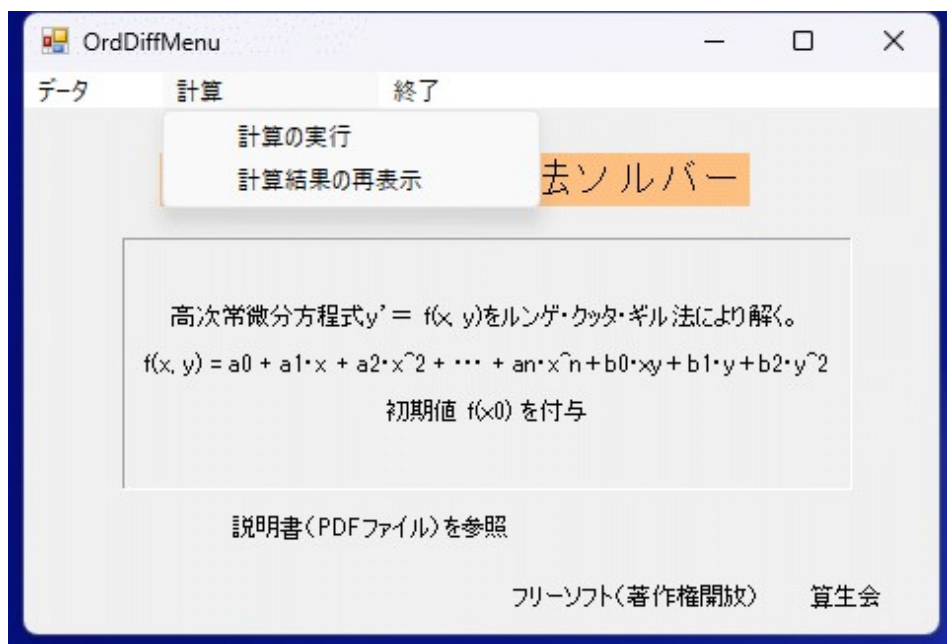 OrdDiffMenu
データ 計算 終了
計算の実行
計算結果の再表示
法ソルバー
高次常微分方程式y'＝ f(x, y)をルンゲ・クッタ・ギル法により解く。
f(x, y) = a0 + a1・x + a2・x^2 + ・・・ + an・x^n＋b0・xy＋b1・y＋b2・y^2
初期値 f(x0) を付与
説明書(PDFファイル)を参照
フリーソフト(著作権開放) 算生会